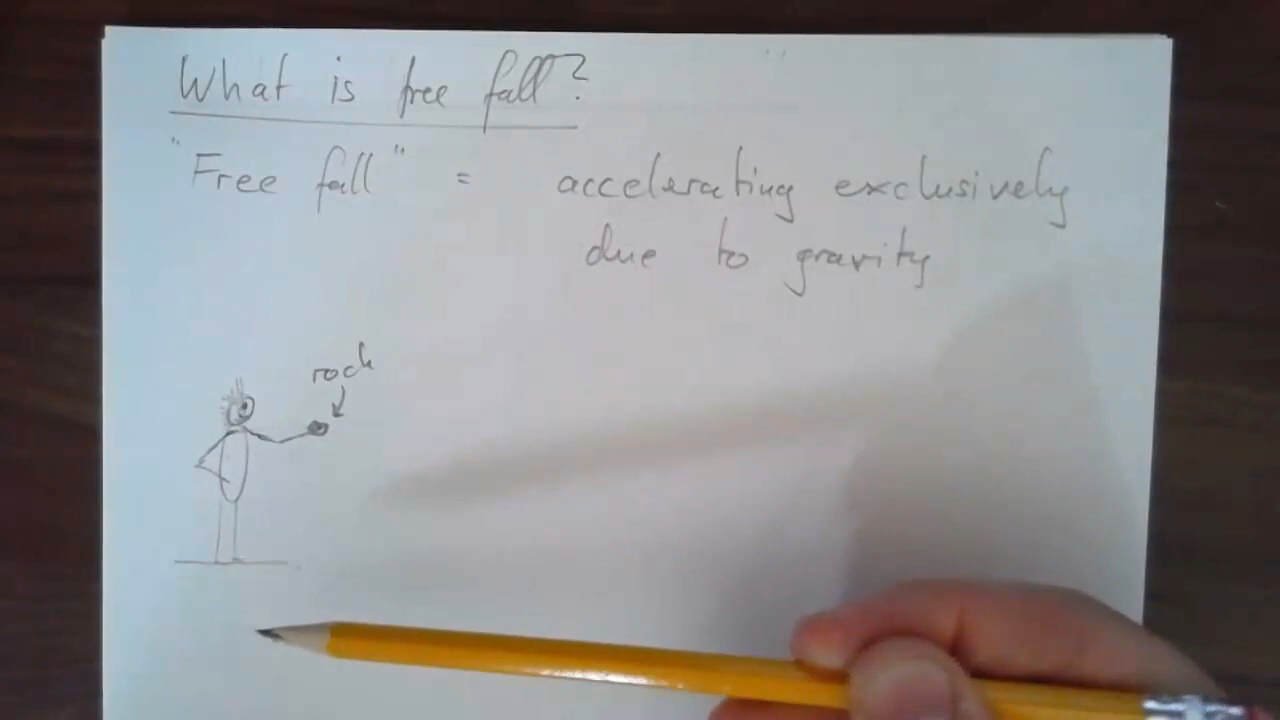 What is free fall?
"Free fall" = accelerating exclusively
due to gravity
rock